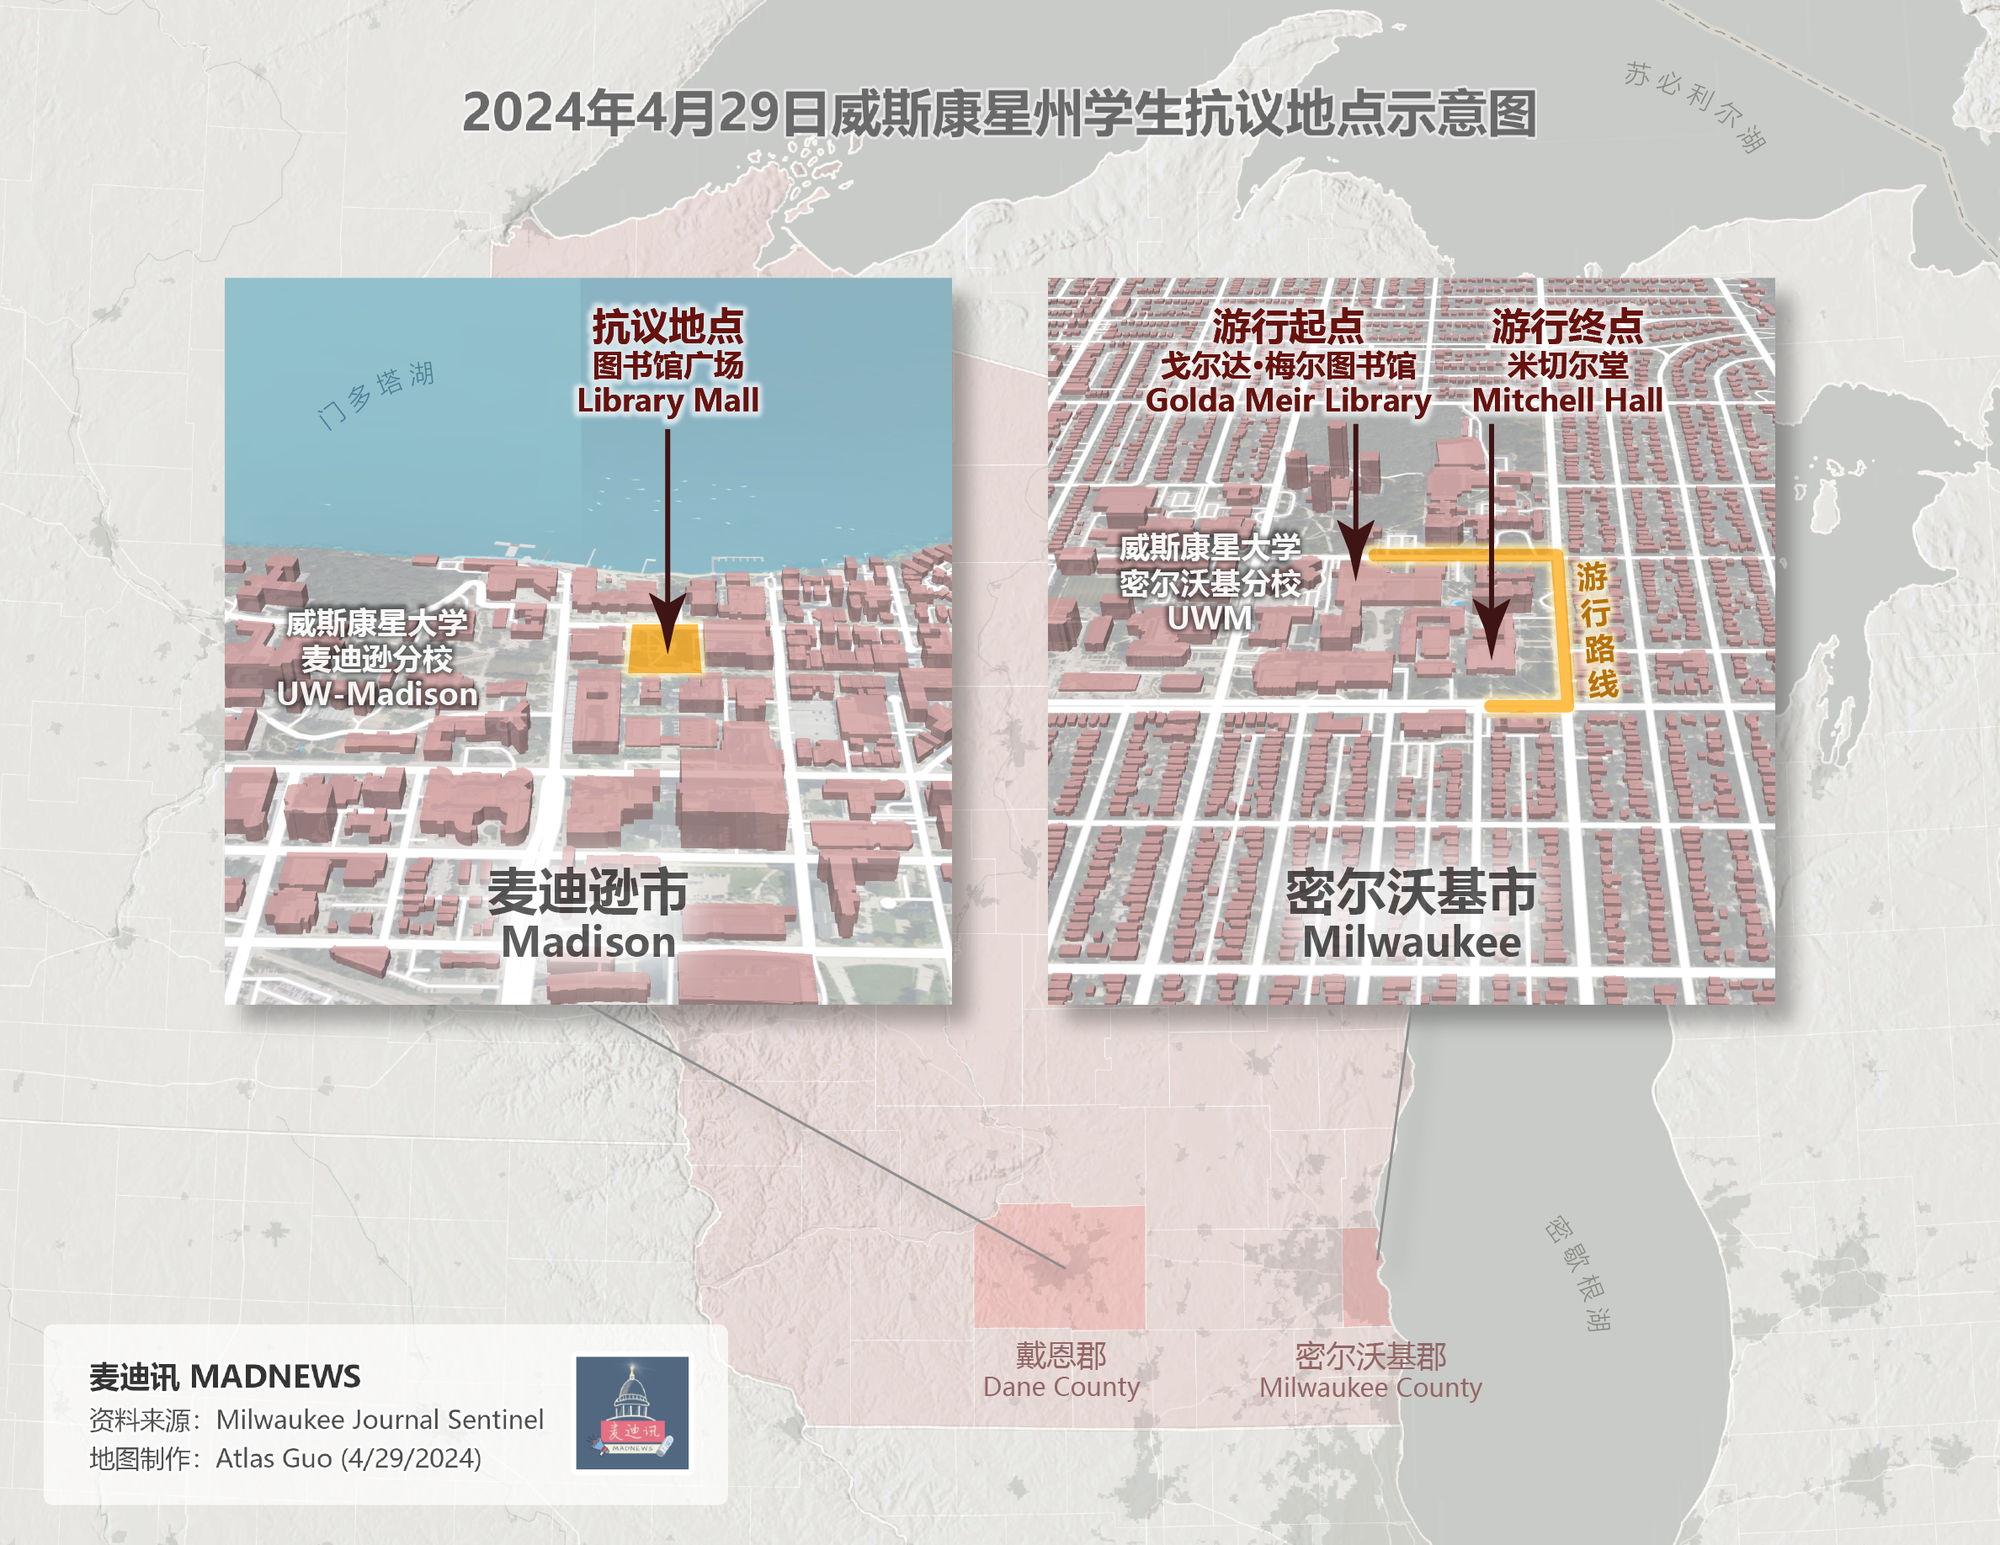 2024年4月29日威斯康星州学生抗议地点示意图
苏必利尔湖
抗议地点
图书馆广场
Library Mall
门多塔湖
威斯康星大学
麦迪逊分校
UW-Madison
麦迪逊市
Madison
游行起点
戈尔达•梅尔图书馆
Golda Meir Library
游行终点
米切尔堂
Mitchell Hall
威斯康星大学
密尔沃基分校
UWM
游行路线
密尔沃基市
Milwaukee
密歇根湖
戴恩郡
Dane County
密尔沃基郡
Milwaukee County
麦迪讯 MADNEWS
资料来源：Milwaukee Journal Sentinel
地图制作：Atlas Guo (4/29/2024)
麦迪讯
MADNEWS